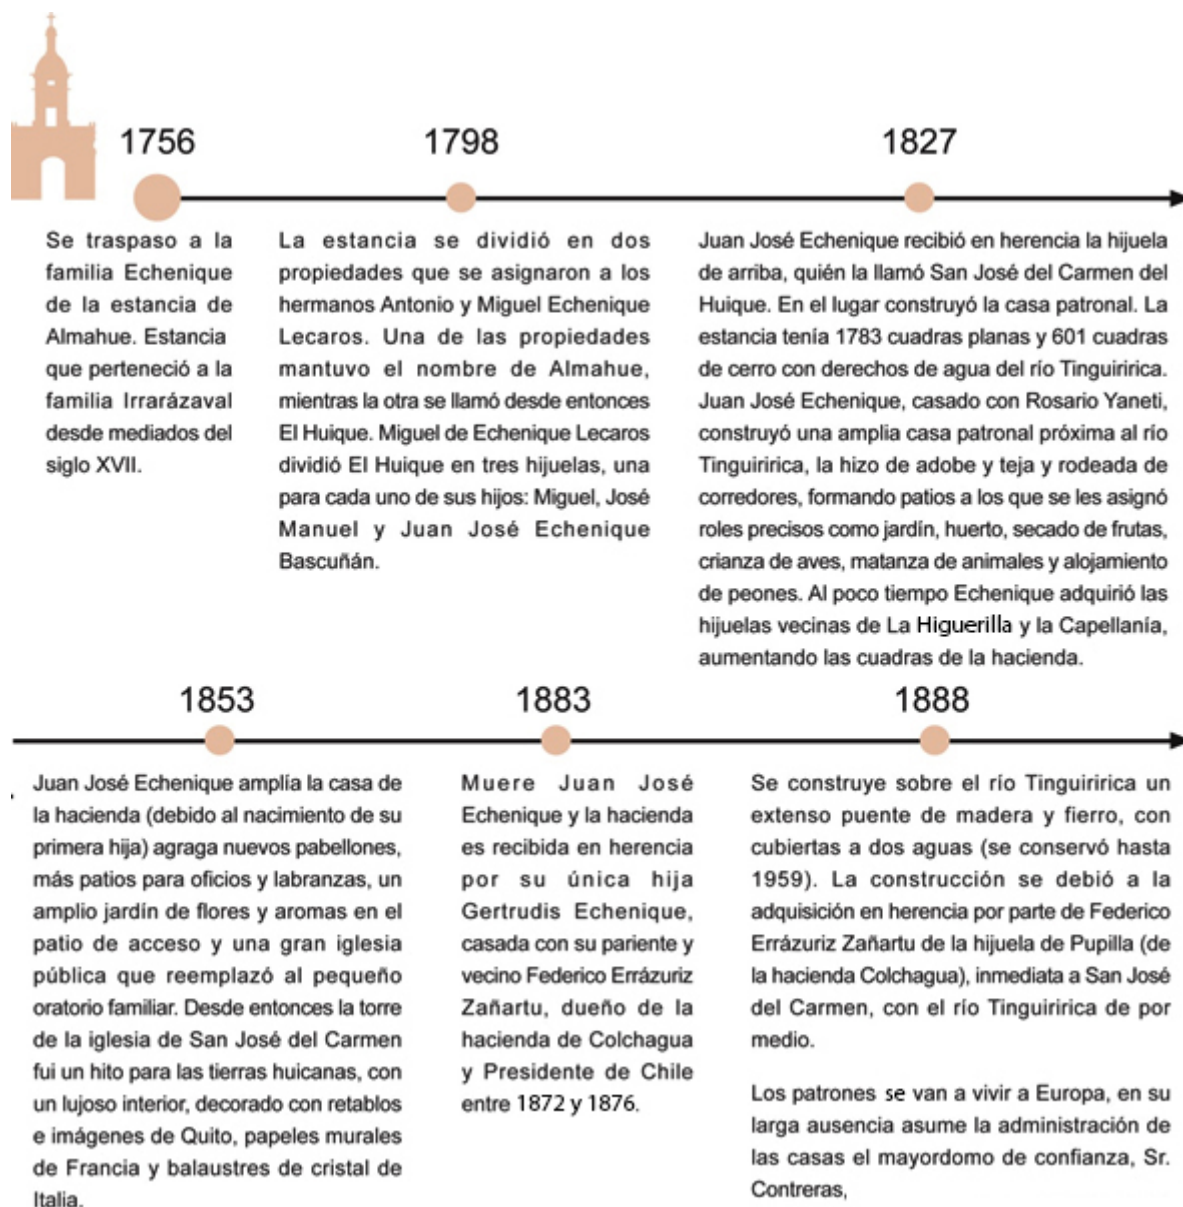 1756
Se traspaso a la
familia Echenique
de la estancia de
Almahue. Estancia
que perteneció a la
familia Irrarázaval
desde mediados del
siglo XVII.
1798
La estancia se dividió en dos
propiedades que se asignaron a los
hermanos Antonio y Miguel Echenique
Lecaros. Una de las propiedades
mantuvo el nombre de Almahue,
mientras la otra se llamó desde entonces
El Huique. Miguel de Echenique Lecaros
dividió El Huique en tres hijuelas, una
para cada uno de sus hijos: Miguel, José
Manuel y Juan José Echenique
Bascuñán.
1827
Juan José Echenique recibió en herencia la hijuela
de arriba, quién la llamó San José del Carmen del
Huique. En el lugar construyó la casa patronal. La
estancia tenía 1783 cuadras planas y 601 cuadras
de cerro con derechos de agua del río Tinguiririca.
Juan José Echenique, casado con Rosario Yaneti,
construyó una amplia casa patronal próxima al río
Tinguiririca, la hizo de adobe y teja y rodeada de
corredores, formando patios a los que se les asignó
roles precisos como jardín, huerto, secado de frutas,
crianza de aves, matanza de animales y alojamiento
de peones. Al poco tiempo Echenique adquirió las
hijuelas vecinas de La Higuerilla y la Capellanía,
aumentando las cuadras de la hacienda.
1853
Juan José Echenique amplía la casa de
la hacienda (debido al nacimiento de su
primera hija) agraga nuevos pabellones,
más patios para oficios y labranzas, un
amplio jardín de flores y aromas en el
patio de acceso y una gran iglesia
pública que reemplazó al pequeño
oratorio familiar. Desde entonces la torre
de la iglesia de San José del Carmen
fui un hito para las tierras huicanas, con
un lujoso interior, decorado con retablos
e imágenes de Quito, papeles murales
de Francia y balaustres de cristal de
Italia.
1883
Muere Juan José
Echenique y la hacienda
es recibida en herencia
por su única hija
Gertrudis Echenique,
casada con su pariente y
vecino Federico Errázuriz
Zañartu, dueño de la
hacienda de Colchagua
y Presidente de Chile
entre 1872 y 1876.
1888
Se construye sobre el río Tinguiririca un
extenso puente de madera y fierro, con
cubiertas a dos aguas (se conservó hasta
1959). La construcción se debió a la
adquisición en herencia por parte de Federico
Errázuriz Zañartu de la hijuela de Pupilla (de
la hacienda Colchagua), inmediata a San José
del Carmen, con el río Tinguiririca de por
medio.
Los patrones se van a vivir a Europa, en su
larga ausencia asume la administración de
las casas el mayordomo de confianza, Sr.
Contreras,